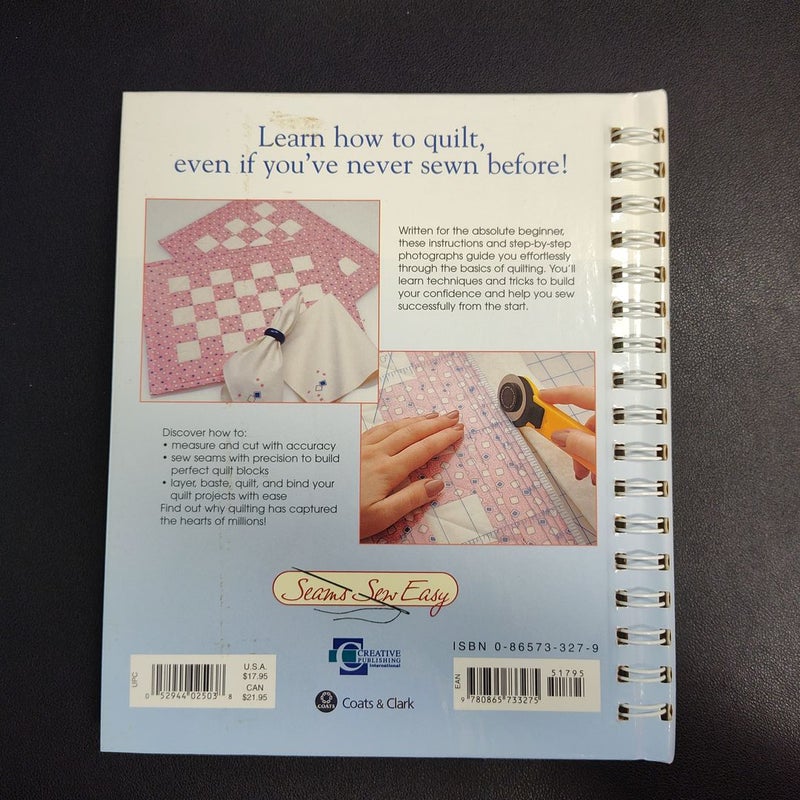 Learn how to quilt,
even if you've never sewn before!
Written for the absolute beginner,
these instructions and step-by-step
photographs guide you effortlessly
through the basics of quilting. You'll
learn techniques and tricks to build
your confidence and help you sew
successfully from the start.
Discover how to:
• measure and cut with accuracy
• sew seams with precision to build
perfect quilt blocks
• layer, baste, quilt, and bind your
quilt projects with ease
Find out why quilting has captured
the hearts of millions!
Seams Sew Easy
CREATIVE
PUBLISHING
international
COATS
Coats & Clark
UPC
0 52944 02503 8
U.S.A.
$17.95
CAN
$21.95
ISBN 0-86573-327-9
EAN
51795
9 780865 733275